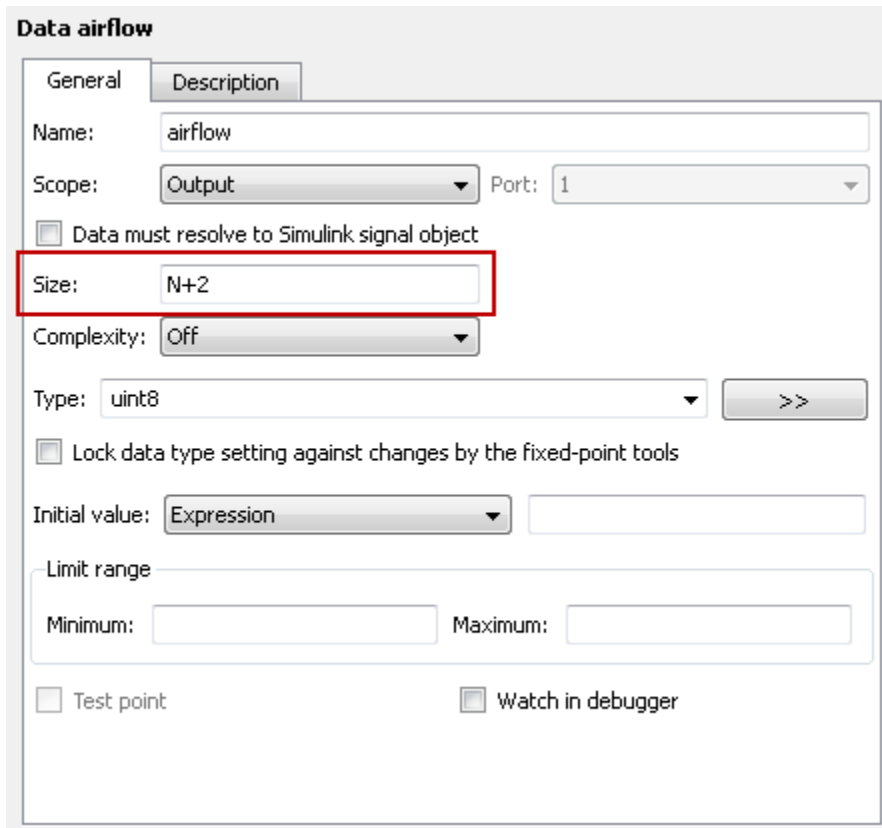 Data airflow
General Description
Name: airflow
Scope: Output Port: 1
Data must resolve to Simulink signal object
Size: N+2
Complexity: Off
Type: uint8 >>
Lock data type setting against changes by the fixed-point tools
Initial value: Expression
Limit range
Minimum: Maximum:
Test point Watch in debugger